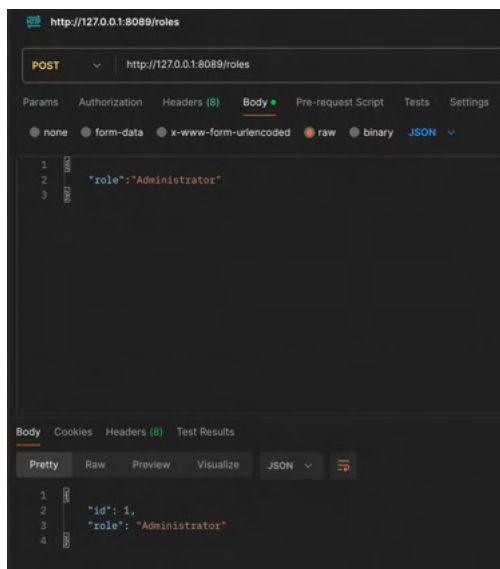 HTTP http://127.0.0.1:8089/roles
POST http://127.0.0.1:8089/roles
Params Authorization Headers (8) Body Pre-request Script Tests Settings
none form-data x-www-form-urlencoded raw binary JSON
1 {
2 "role":"Administrator"
3 }
Body Cookies Headers (8) Test Results
Pretty Raw Preview Visualize JSON
1 {
2 "id": 1,
3 "role": "Administrator"
4 }